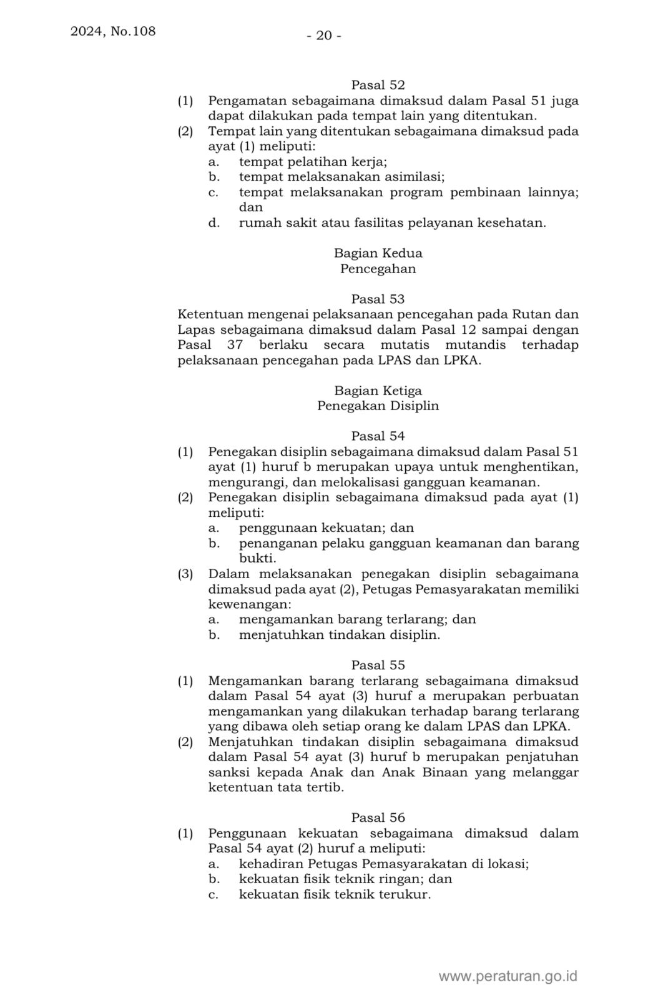 2024, No.108
- 20 -
Pasal 52
(1) Pengamatan sebagaimana dimaksud dalam Pasal 51 juga
dapat dilakukan pada tempat lain yang ditentukan.
(2) Tempat lain yang ditentukan sebagaimana dimaksud pada
ayat (1) meliputi:
a. tempat pelatihan kerja;
b. tempat melaksanakan asimilasi;
c. tempat melaksanakan program pembinaan lainnya;
dan
d. rumah sakit atau fasilitas pelayanan kesehatan.
Bagian Kedua
Pencegahan
Pasal 53
Ketentuan mengenai pelaksanaan pencegahan pada Rutan dan
Lapas sebagaimana dimaksud dalam Pasal 12 sampai dengan
Pasal 37 berlaku secara mutatis mutandis terhadap
pelaksanaan pencegahan pada LPAS dan LPKA.
Bagian Ketiga
Penegakan Disiplin
Pasal 54
(1) Penegakan disiplin sebagaimana dimaksud dalam Pasal 51
ayat (1) huruf b merupakan upaya untuk menghentikan,
mengurangi, dan melokalisasi gangguan keamanan.
(2) Penegakan disiplin sebagaimana dimaksud pada ayat (1)
meliputi:
a. penggunaan kekuatan; dan
b. penanganan pelaku gangguan keamanan dan barang
bukti.
(3) Dalam melaksanakan penegakan disiplin sebagaimana
dimaksud pada ayat (2), Petugas Pemasyarakatan memiliki
kewenangan:
a. mengamankan barang terlarang; dan
b. menjatuhkan tindakan disiplin.
Pasal 55
(1) Mengamankan barang terlarang sebagaimana dimaksud
dalam Pasal 54 ayat (3) huruf a merupakan perbuatan
mengamankan yang dilakukan terhadap barang terlarang
yang dibawa oleh setiap orang ke dalam LPAS dan LPKA.
(2) Menjatuhkan tindakan disiplin sebagaimana dimaksud
dalam Pasal 54 ayat (3) huruf b merupakan penjatuhan
sanksi kepada Anak dan Anak Binaan yang melanggar
ketentuan tata tertib.
Pasal 56
(1) Penggunaan kekuatan sebagaimana dimaksud dalam
Pasal 54 ayat (2) huruf a meliputi:
a. kehadiran Petugas Pemasyarakatan di lokasi;
b. kekuatan fisik teknik ringan; dan
c. kekuatan fisik teknik terukur.
www.peraturan.go.id